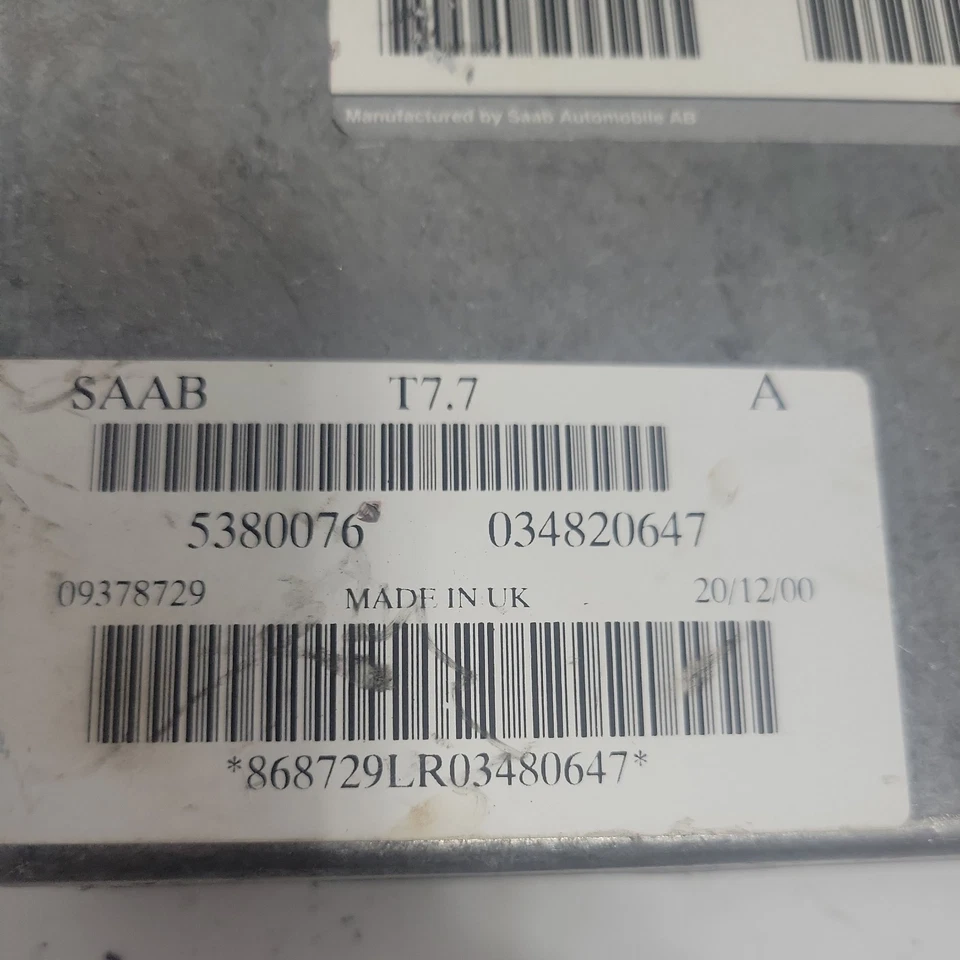 Manufactured by Saab Automobile AB
SAAB T7.7 A
5380076 034820647
09378729 MADE IN UK 20/12/00
*868729LR03480647*